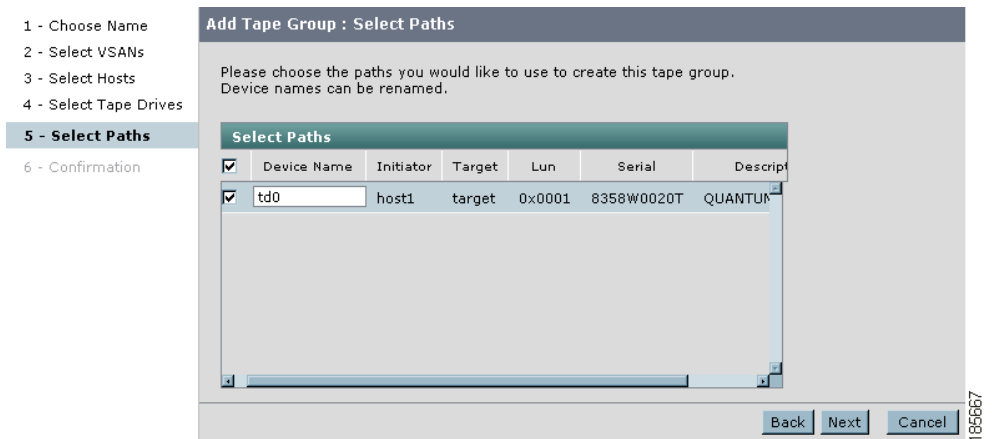 1 - Choose Name
2 - Select VSANs
3 - Select Hosts
4 - Select Tape Drives
5 - Select Paths
6 - Confirmation
Add Tape Group : Select Paths
Please choose the paths you would like to use to create this tape group.
Device names can be renamed.
Select Paths
Device Name Initiator Target Lun Serial Descript
td0 host1 target 0x0001 8358W0020T QUANTUM
Back Next Cancel
185667